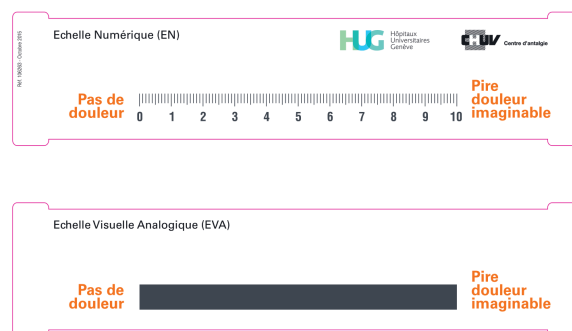 Réf. 106260 - Octobre 2015
Echelle Numérique (EN)
HUG Hôpitaux
Universitaires
Genève
CHUV Centre d'antalgie
Pas de
douleur
0 1 2 3 4 5 6 7 8 9 10
Pire
douleur
imaginable
Echelle Visuelle Analogique (EVA)
Pas de
douleur
Pire
douleur
imaginable